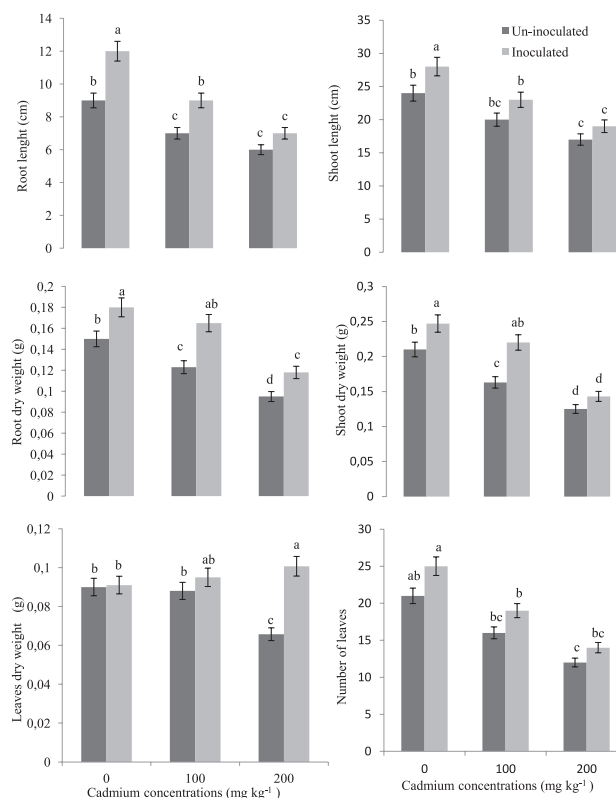 14
12
10
8
6
4
2
0
Root lenght (cm)
b
a
c
b
c
c
40
35
30
25
20
15
10
5
0
Shoot lenght (cm)
Un-inoculated
Inoculated
b
a
bc
b
c
c
0,2
0,18
0,16
0,14
0,12
0,1
0,08
0,06
0,04
0,02
0
Root dry weight (g)
b
a
c
ab
d
c
0,3
0,25
0,2
0,15
0,1
0,05
0
Shoot dry weight (g)
b
a
c
ab
d
d
0,12
0,1
0,08
0,06
0,04
0,02
0
Leaves dry weight (g)
b
b
b
ab
c
a
0
100
200
Cadmium concentrations (mg kg-1)
30
25
20
15
10
5
0
Number of leaves
ab
a
bc
b
c
bc
0
100
200
Cadmium concentrations (mg kg-1)